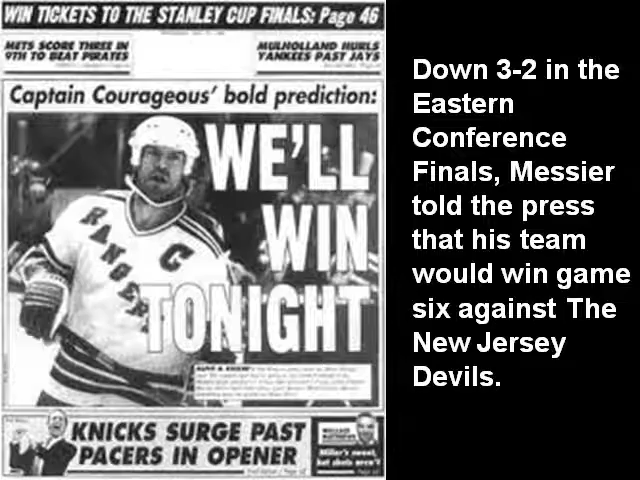 WIN TICKETS TO THE STANLEY CUP FINALS: Page 46
METS SCORE THREE IN
9TH TO BEAT PIRATES
MULHOLLAND HURLS
YANKEES PAST JAYS
Captain Courageous' bold prediction:
WE'LL
WIN
TONIGHT
RANGERS
C
KNICKS SURGE PAST
PACERS IN OPENER
Down 3-2 in the
Eastern
Conference
Finals, Messier
told the press
that his team
would win game
six against The
New Jersey
Devils.